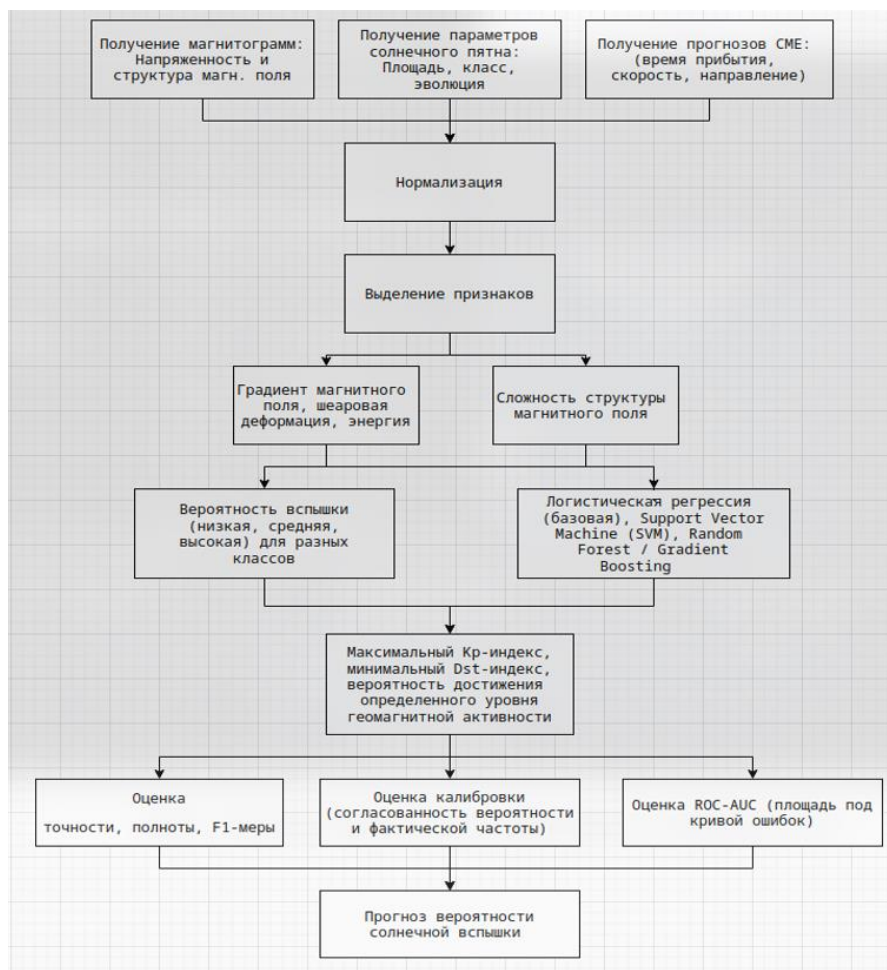 Получение магнитограмм:
Напряженность и
структура магн. поля
Получение параметров
солнечного пятна:
Площадь, класс,
эволюция
Получение прогнозов CME:
(время прибытия,
скорость, направление)
Нормализация
Выделение признаков
Градиент магнитного
поля, шеаровая
деформация, энергия
Сложность структуры
магнитного поля
Вероятность вспышки
(низкая, средняя,
высокая) для разных
классов
Логистическая регрессия
(базовая), Support Vector
Machine (SVM), Random
Forest / Gradient
Boosting
Максимальный Kp-индекс,
минимальный Dst-индекс,
вероятность достижения
определенного уровня
геомагнитной активности
Оценка
точности, полноты, F1-меры
Оценка калибровки
(согласованность вероятности
и фактической частоты)
Оценка ROC-AUC (площадь под
кривой ошибок)
Прогноз вероятности
солнечной вспышки